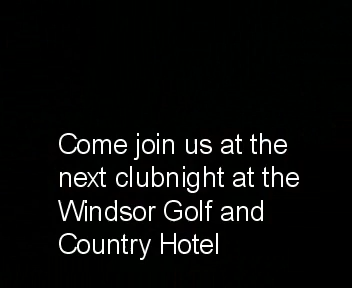 Come join us at the
next clubnight at the
Windsor Golf and
Country Hotel